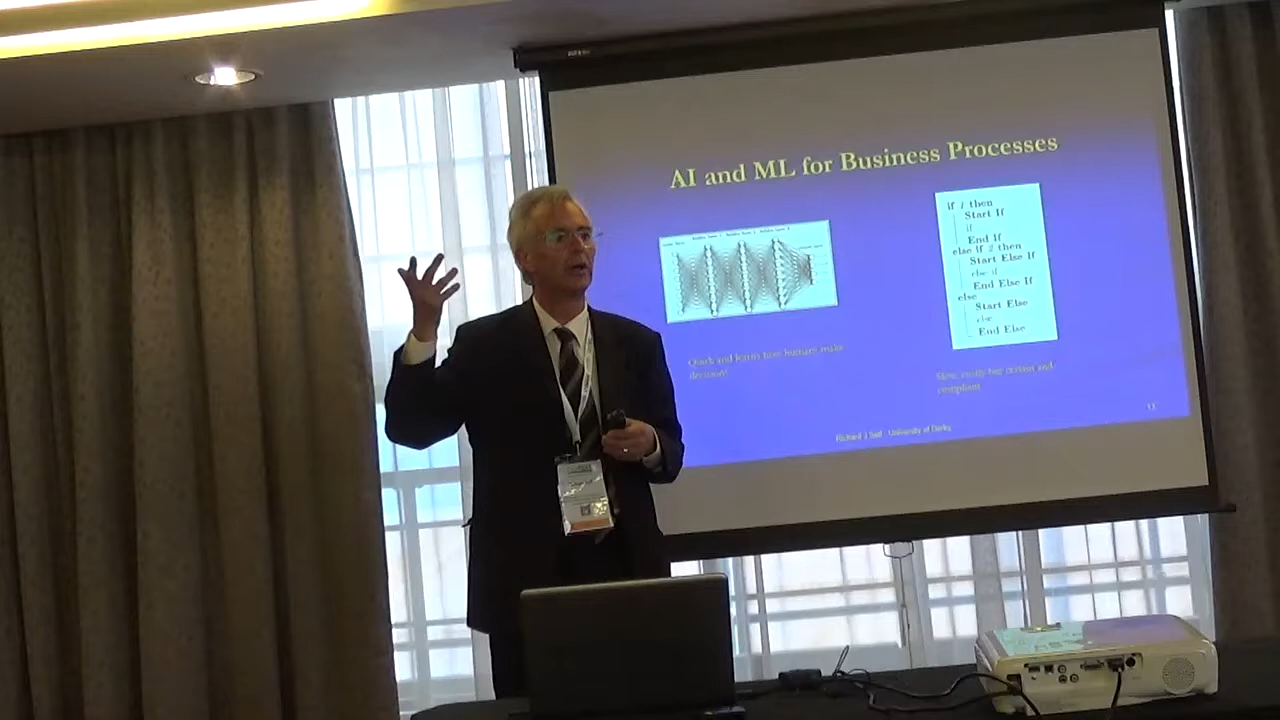 AI and ML for Business Processes
if i then
Start If
if
End If
else if 2 then
Start Else If
else if
End Else If
else
Start Else
else
End Else
Quick and learns how humans make
decisions
Slow, costly but certain and
compliant
Richard J Self - University of Derby